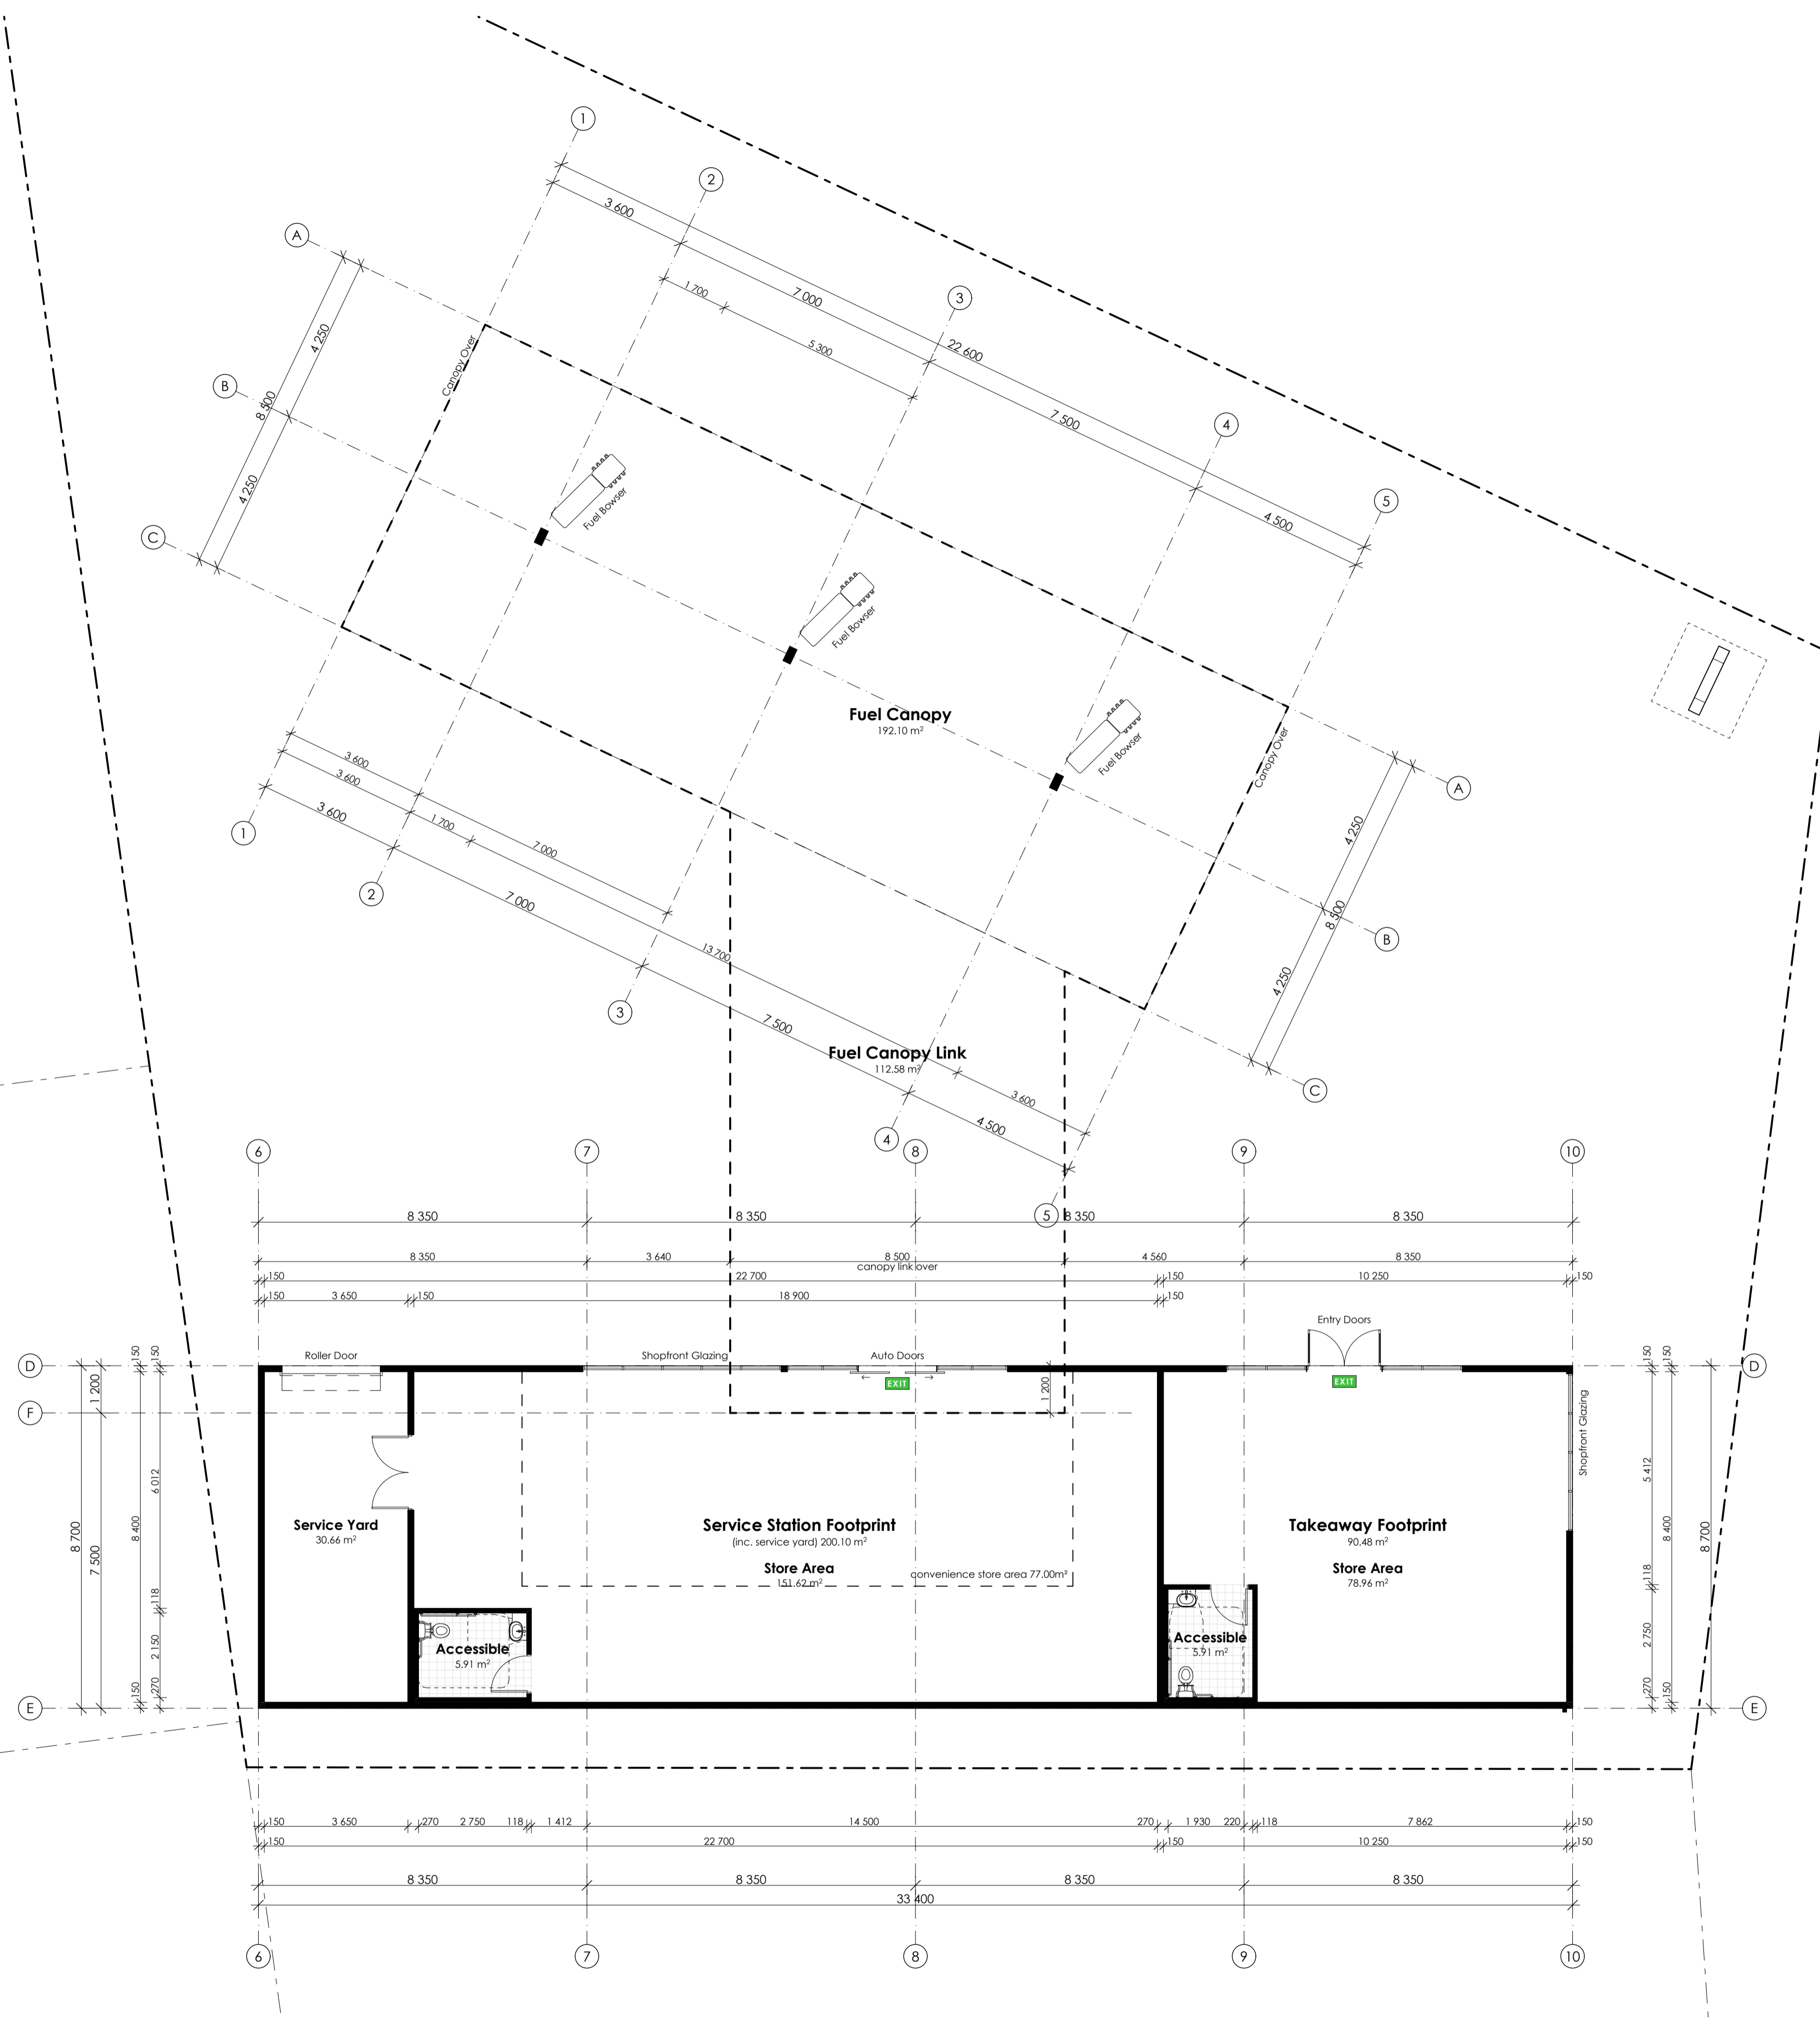 1
2
3 600
A
7 000
3
1 700
4 250
5 300
22 600
Canopy Over
B
8 500
7 500
4
4 250
4 500
5
Fuel Bowser
C
Fuel Bowser
Fuel Canopy
192.10 m²
Fuel Bowser
Canopy Over
3 600
3 600
A
3 600
1 700
4 250
1
7 000
2
7 000
8 500
B
13 700
4 250
3
7 500
Fuel Canopy Link
112.58 m²
3 600
C
4 500
4
6
7
8
9
10
5
8 350
8 350
8 350
8 350
8 350
3 640
8 500
4 560
8 350
canopy link over
150
22 700
150
10 250
150
150
3 650
150
18 900
150
Entry Doors
Roller Door
Shopfront Glazing
Auto Doors
D
150
150
150
150
D
EXIT
EXIT
1 200
1 200
F
Shopfront Glazing
6 012
5 412
8 700
7 500
8 400
8 400
8 700
Service Yard
30.66 m²
Service Station Footprint
(inc. service yard) 200.10 m²
Takeaway Footprint
90.48 m²
Store Area
151.62 m²
convenience store area 77.00m²
Store Area
78.96 m²
118
118
Accessible
5.91 m²
Accessible
5.91 m²
2 150
2 750
270
150
270
150
E
E
150
3 650
270
2 750
118
1 412
14 500
270
1 930
220
118
7 862
150
150
22 700
150
10 250
150
8 350
8 350
8 350
8 350
33 400
6
7
8
9
10